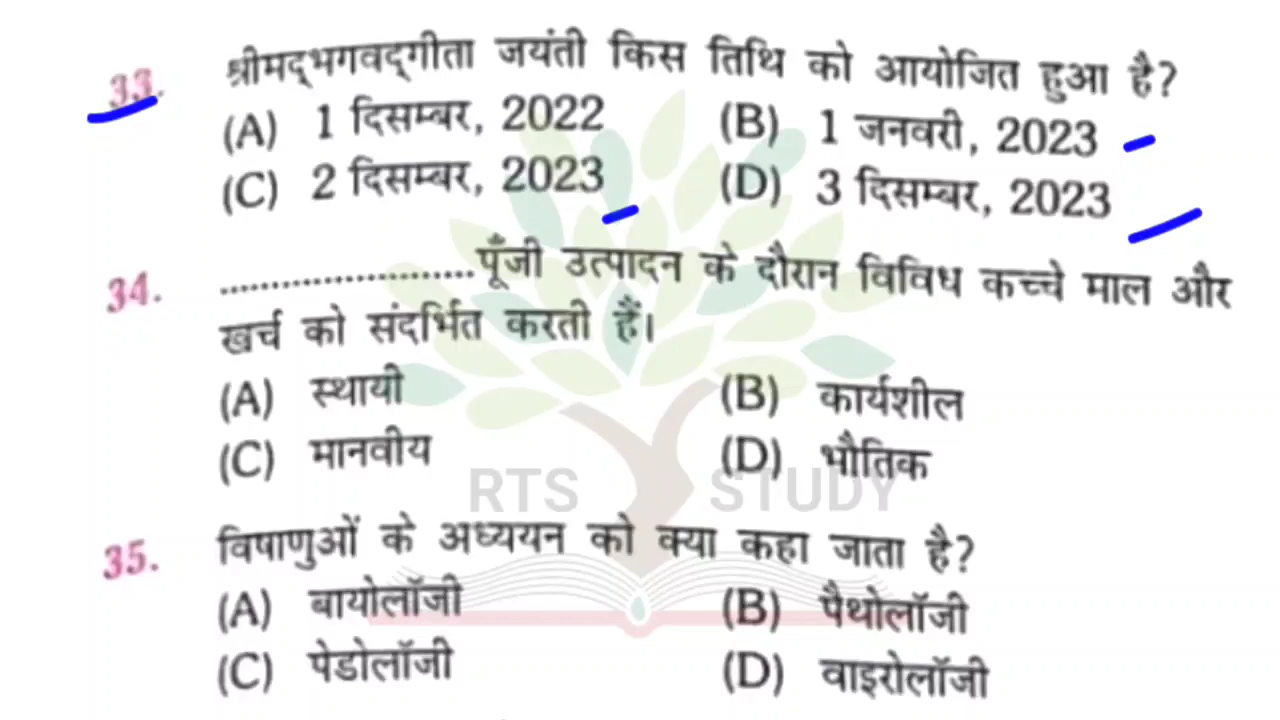 33. श्रीमद्भगवद्गीता जयंती किस तिथि को आयोजित हुआ है?
(A) 1 दिसम्बर, 2022 (B) 1 जनवरी, 2023
(C) 2 दिसम्बर, 2023 (D) 3 दिसम्बर, 2023
34. ........................पूँजी उत्पादन के दौरान विविध कच्चे माल और
खर्च को संदर्भित करती हैं।
(A) स्थायी (B) कार्यशील
(C) मानवीय (D) भौतिक
RTS STUDY
35. विषाणुओं के अध्ययन को क्या कहा जाता है?
(A) बायोलॉजी (B) पैथोलॉजी
(C) पेडोलॉजी (D) वाइरोलॉजी